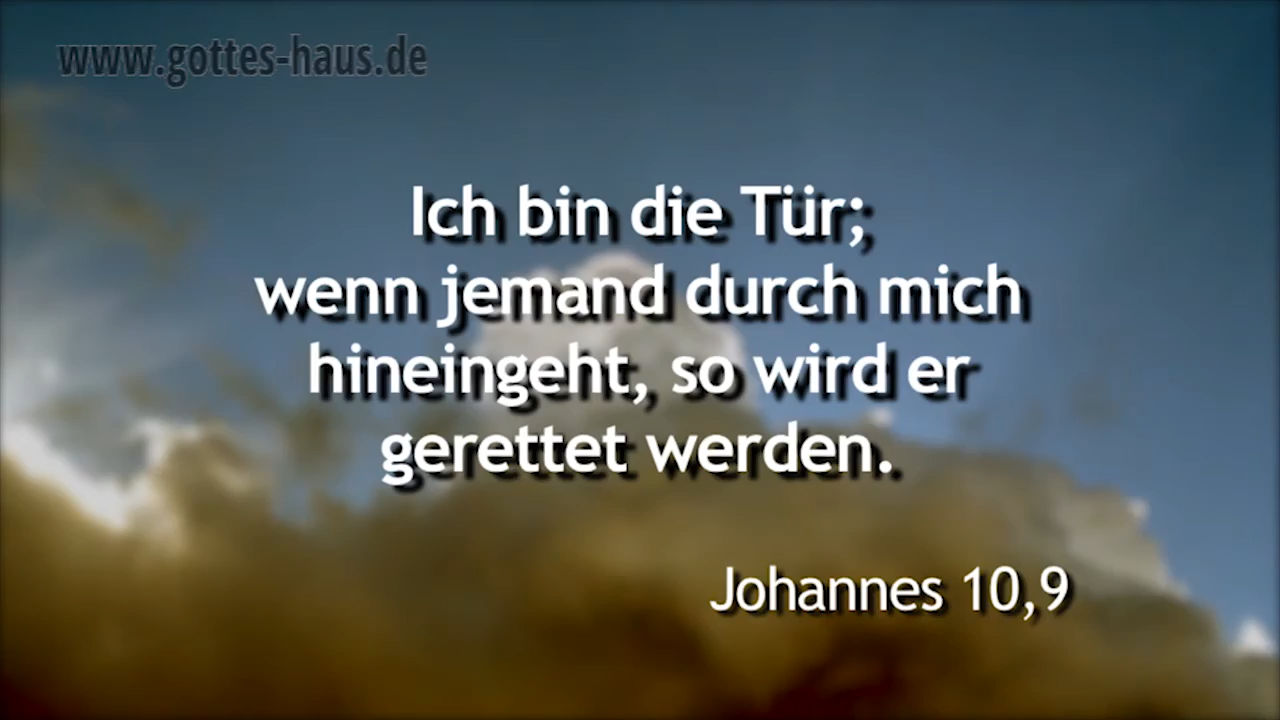 www.gottes-haus.de
Ich bin die Tür;
wenn jemand durch mich
hineingeht, so wird er
gerettet werden.
Johannes 10,9